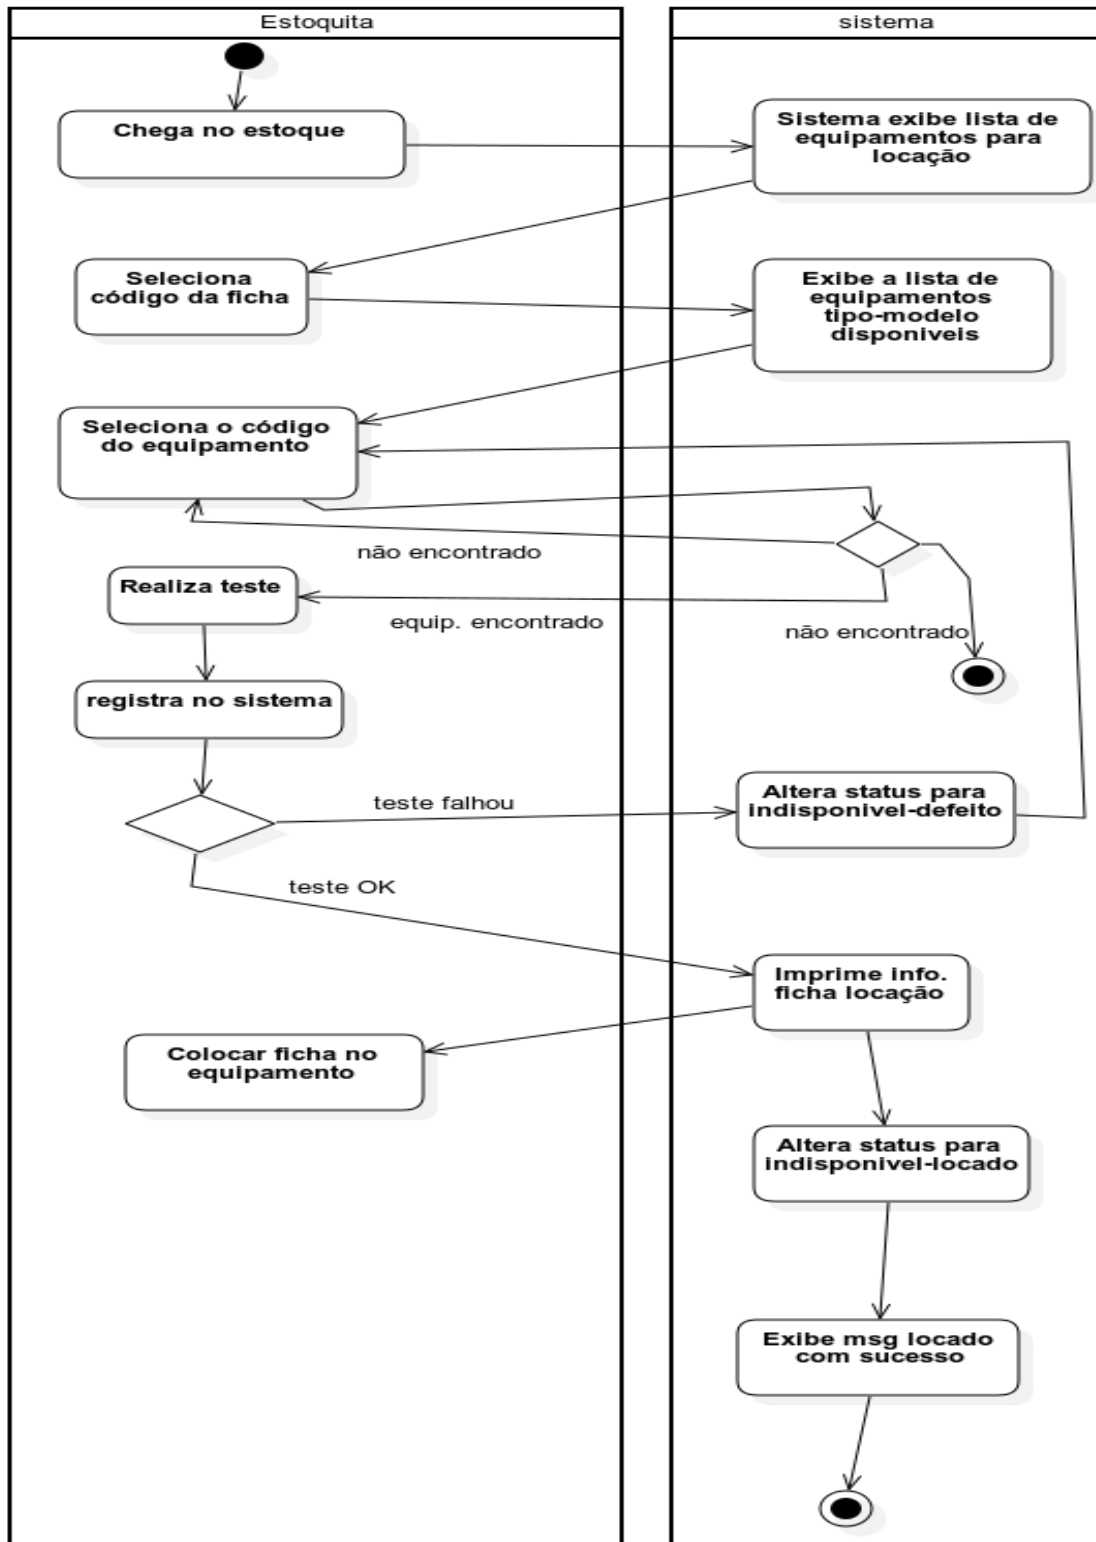 Estoquita
sistema
Chega no estoque
Sistema exibe lista de
equipamentos para
locação
Seleciona
código da ficha
Exibe a lista de
equipamentos
tipo-modelo
disponiveis
Seleciona o código
do equipamento
não encontrado
Realiza teste
equip. encontrado
não encontrado
registra no sistema
teste falhou
Altera status para
indisponivel-defeito
teste OK
Imprime info.
ficha locação
Colocar ficha no
equipamento
Altera status para
indisponivel-locado
Exibe msg locado
com sucesso